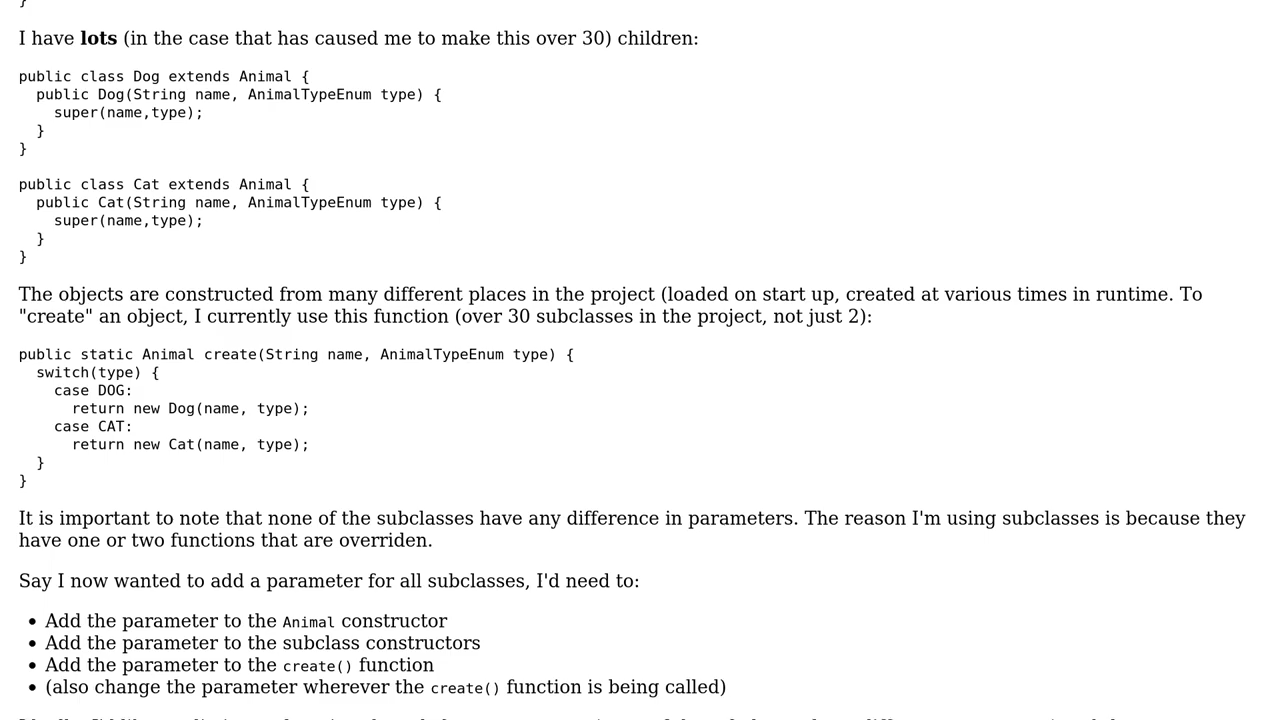 }
I have lots (in the case that has caused me to make this over 30) children:
public class Dog extends Animal {
  public Dog(String name, AnimalTypeEnum type) {
    super(name,type);
  }
}
public class Cat extends Animal {
  public Cat(String name, AnimalTypeEnum type) {
    super(name,type);
  }
}
The objects are constructed from many different places in the project (loaded on start up, created at various times in runtime. To
"create" an object, I currently use this function (over 30 subclasses in the project, not just 2):
public static Animal create(String name, AnimalTypeEnum type) {
  switch(type) {
    case DOG:
      return new Dog(name, type);
    case CAT:
      return new Cat(name, type);
  }
}
It is important to note that none of the subclasses have any difference in parameters. The reason I'm using subclasses is because they
have one or two functions that are overriden.
Say I now wanted to add a parameter for all subclasses, I'd need to:
• Add the parameter to the Animal constructor
• Add the parameter to the subclass constructors
• Add the parameter to the create() function
• (also change the parameter wherever the create() function is being called)